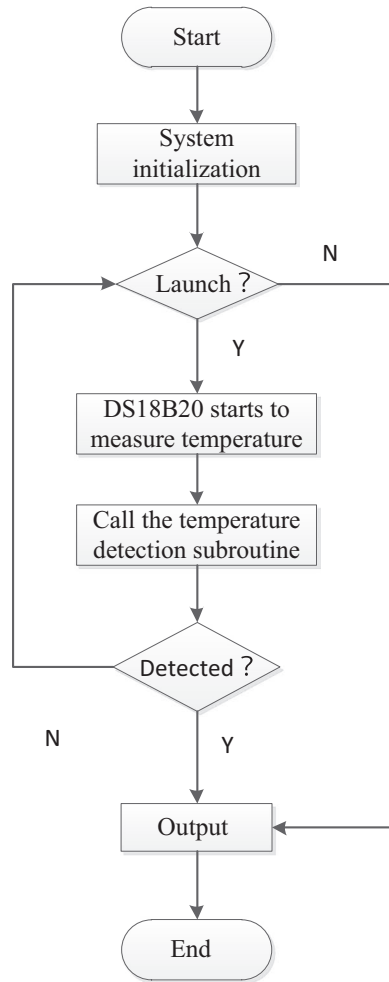 Start
System
initialization
Launch？
N
Y
DS18B20 starts to
measure temperature
Call the temperature
detection subroutine
Detected？
N
Y
Output
End